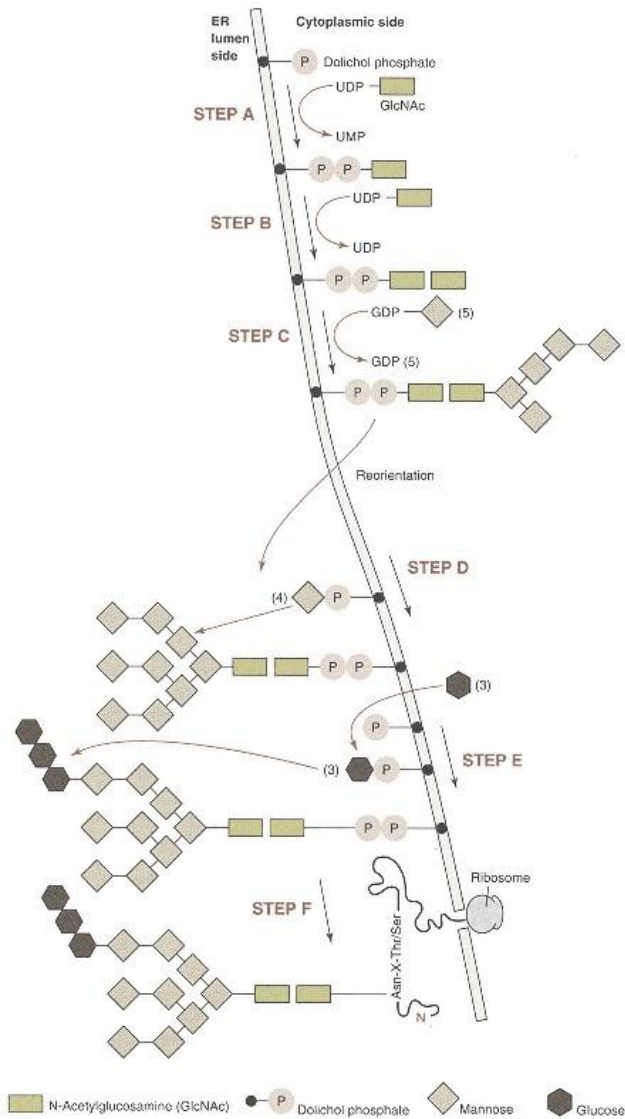 ER
lumen
side
Cytoplasmic side
P
Dolichol phosphate
UDP
GlcNAc
STEP A
UMP
P P
UDP
STEP B
UDP
P P
GDP
(5)
STEP C
GDP (5)
P P
Reorientation
STEP D
(4)
P
P P
(3)
P
STEP E
(3)
P
P P
Ribosome
STEP F
Asn-X-Thr/Ser
N
N-Acetylglucosamine (GlcNAc)
P
Dolichol phosphate
Mannose
Glucose